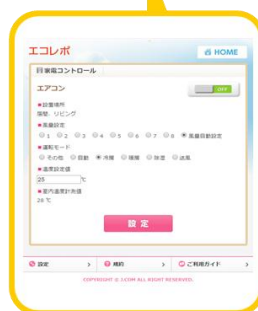 エコレポ
HOME
家電コントロール
エアコン
OFF
●設置場所
寝室、リビング
●風量設定
1 2 3 4 5 6 7 8 風量自動設定
●運転モード
その他 自動 冷房 暖房 除湿 送風
●温度設定値
25 ℃
●室内温度計測値
28 ℃
設 定
設定 > 解約 > ご利用ガイド >
COPYRIGHT © J:COM ALL RIGHT RESERVED.